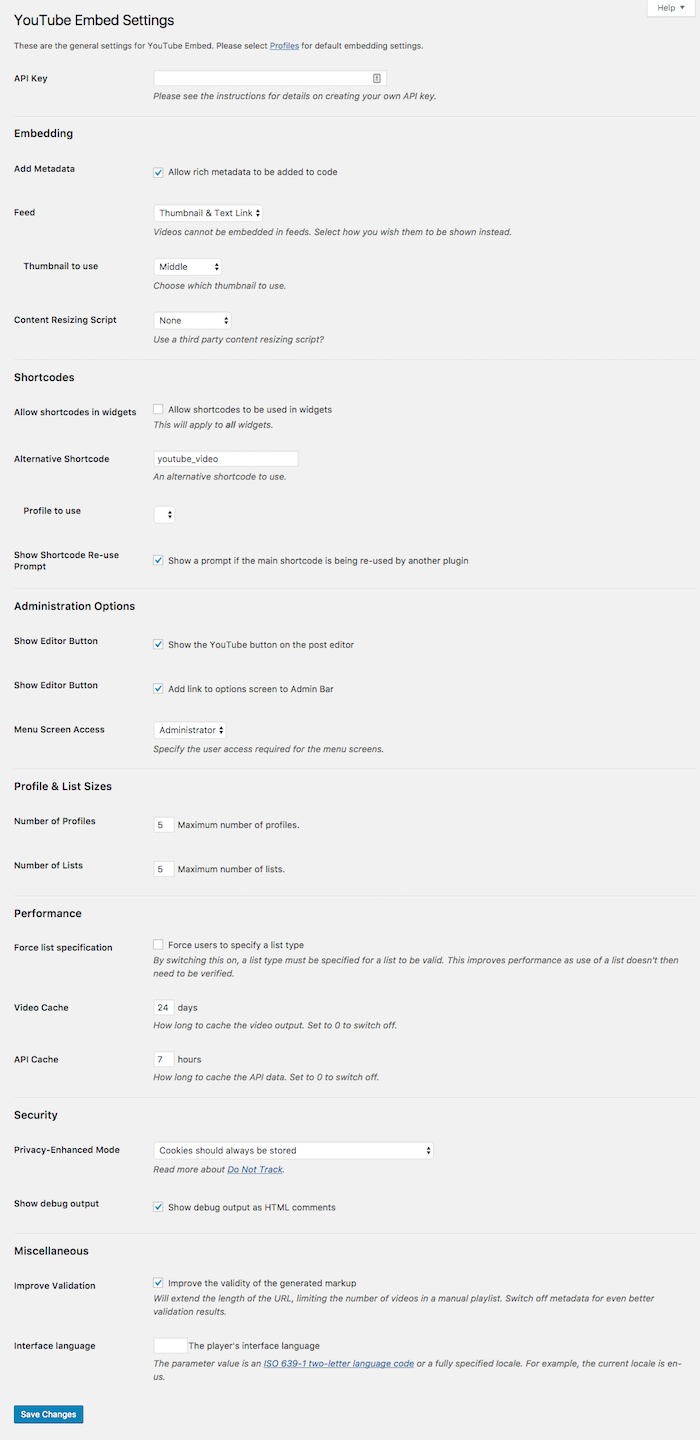 Help ▼
YouTube Embed Settings
These are the general settings for YouTube Embed. Please select Profiles for default embedding settings.
API Key
Please see the instructions for details on creating your own API key.
Embedding
Add Metadata
Allow rich metadata to be added to code
Feed
Thumbnail & Text Link
Videos cannot be embedded in feeds. Select how you wish them to be shown instead.
Thumbnail to use
Middle
Choose which thumbnail to use.
Content Resizing Script
None
Use a third party content resizing script?
Shortcodes
Allow shortcodes in widgets
Allow shortcodes to be used in widgets
This will apply to all widgets.
Alternative Shortcode
youtube_video
An alternative shortcode to use.
Profile to use
Show Shortcode Re-use
Prompt
Show a prompt if the main shortcode is being re-used by another plugin
Administration Options
Show Editor Button
Show the YouTube button on the post editor
Show Editor Button
Add link to options screen to Admin Bar
Menu Screen Access
Administrator
Specify the user access required for the menu screens.
Profile & List Sizes
Number of Profiles
5 Maximum number of profiles.
Number of Lists
5 Maximum number of lists.
Performance
Force list specification
Force users to specify a list type
By switching this on, a list type must be specified for a list to be valid. This improves performance as use of a list doesn't then
need to be verified.
Video Cache
24 days
How long to cache the video output. Set to 0 to switch off.
API Cache
7 hours
How long to cache the API data. Set to 0 to switch off.
Security
Privacy-Enhanced Mode
Cookies should always be stored
Read more about Do Not Track.
Show debug output
Show debug output as HTML comments
Miscellaneous
Improve Validation
Improve the validity of the generated markup
Will extend the length of the URL, limiting the number of videos in a manual playlist. Switch off metadata for even better
validation results.
Interface language
The player's interface language
The parameter value is an ISO 639-1 two-letter language code or a fully specified locale. For example, the current locale is en-
us.
Save Changes